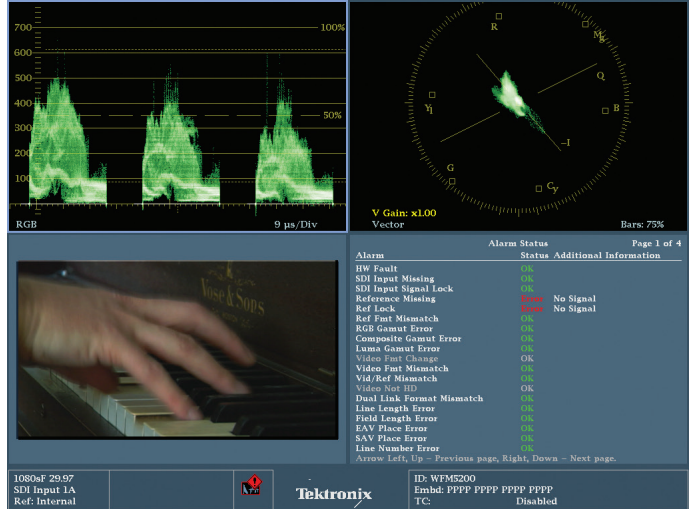 700
100%
600
500
400
50%
300
200
100
RGB
9 µs/Div
R
Mg
Q
Yl
B
-I
G
Cy
V Gain: x1.00
Vector
Bars: 75%
Vose & Sons
Alarm Status
Page 1 of 4
Alarm Status Additional Information
HW Fault OK
SDI Input Missing OK
SDI Input Signal Lock OK
Reference Missing Error No Signal
Ref Lock Error No Signal
Ref Fmt Mismatch OK
RGB Gamut Error OK
Composite Gamut Error OK
Luma Gamut Error OK
Video Fmt Change OK
Video Fmt Mismatch OK
Vid/Ref Mismatch OK
Video Not HD OK
Dual Link Format Mismatch OK
Line Length Error OK
Field Length Error OK
EAV Place Error OK
SAV Place Error OK
Line Number Error OK
Arrow Left, Up - Previous page, Right, Down - Next page.
1080sF 29.97
SDI Input 1A
Ref: Internal
Tektronix
ID: WFM5200
Embd: PPPP PPPP PPPP PPPP
TC: Disabled